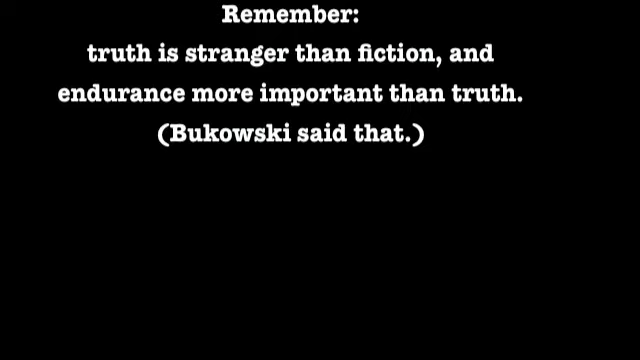 Remember:
truth is stranger than fiction, and
endurance more important than truth.
(Bukowski said that.)